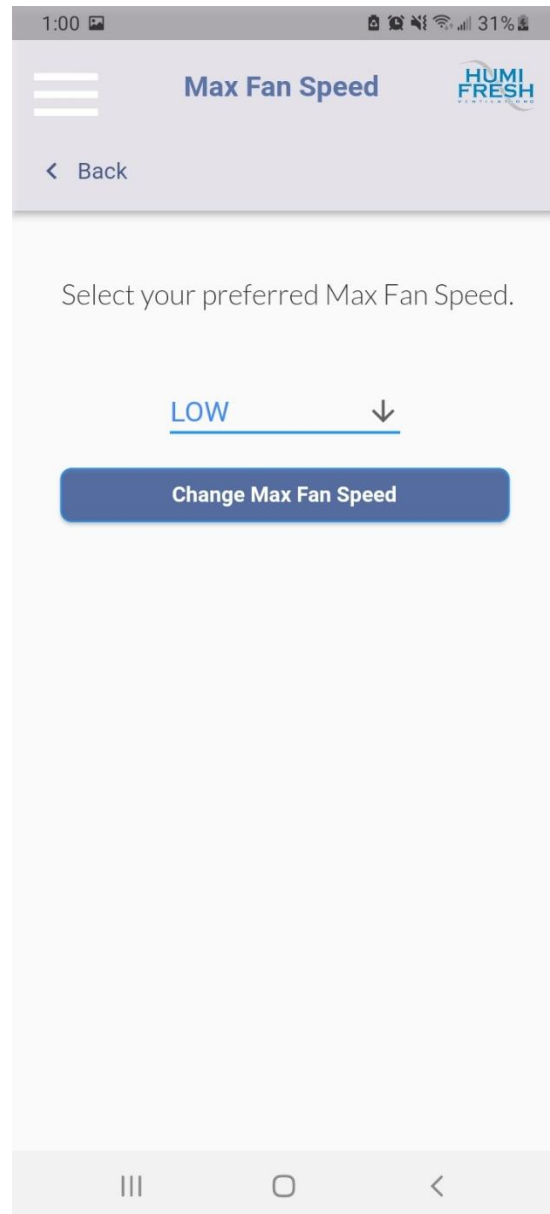 1:00 31%
Max Fan Speed
HUMI
FRESH
VENTILATIONS
Back
Select your preferred Max Fan Speed.
LOW
Change Max Fan Speed